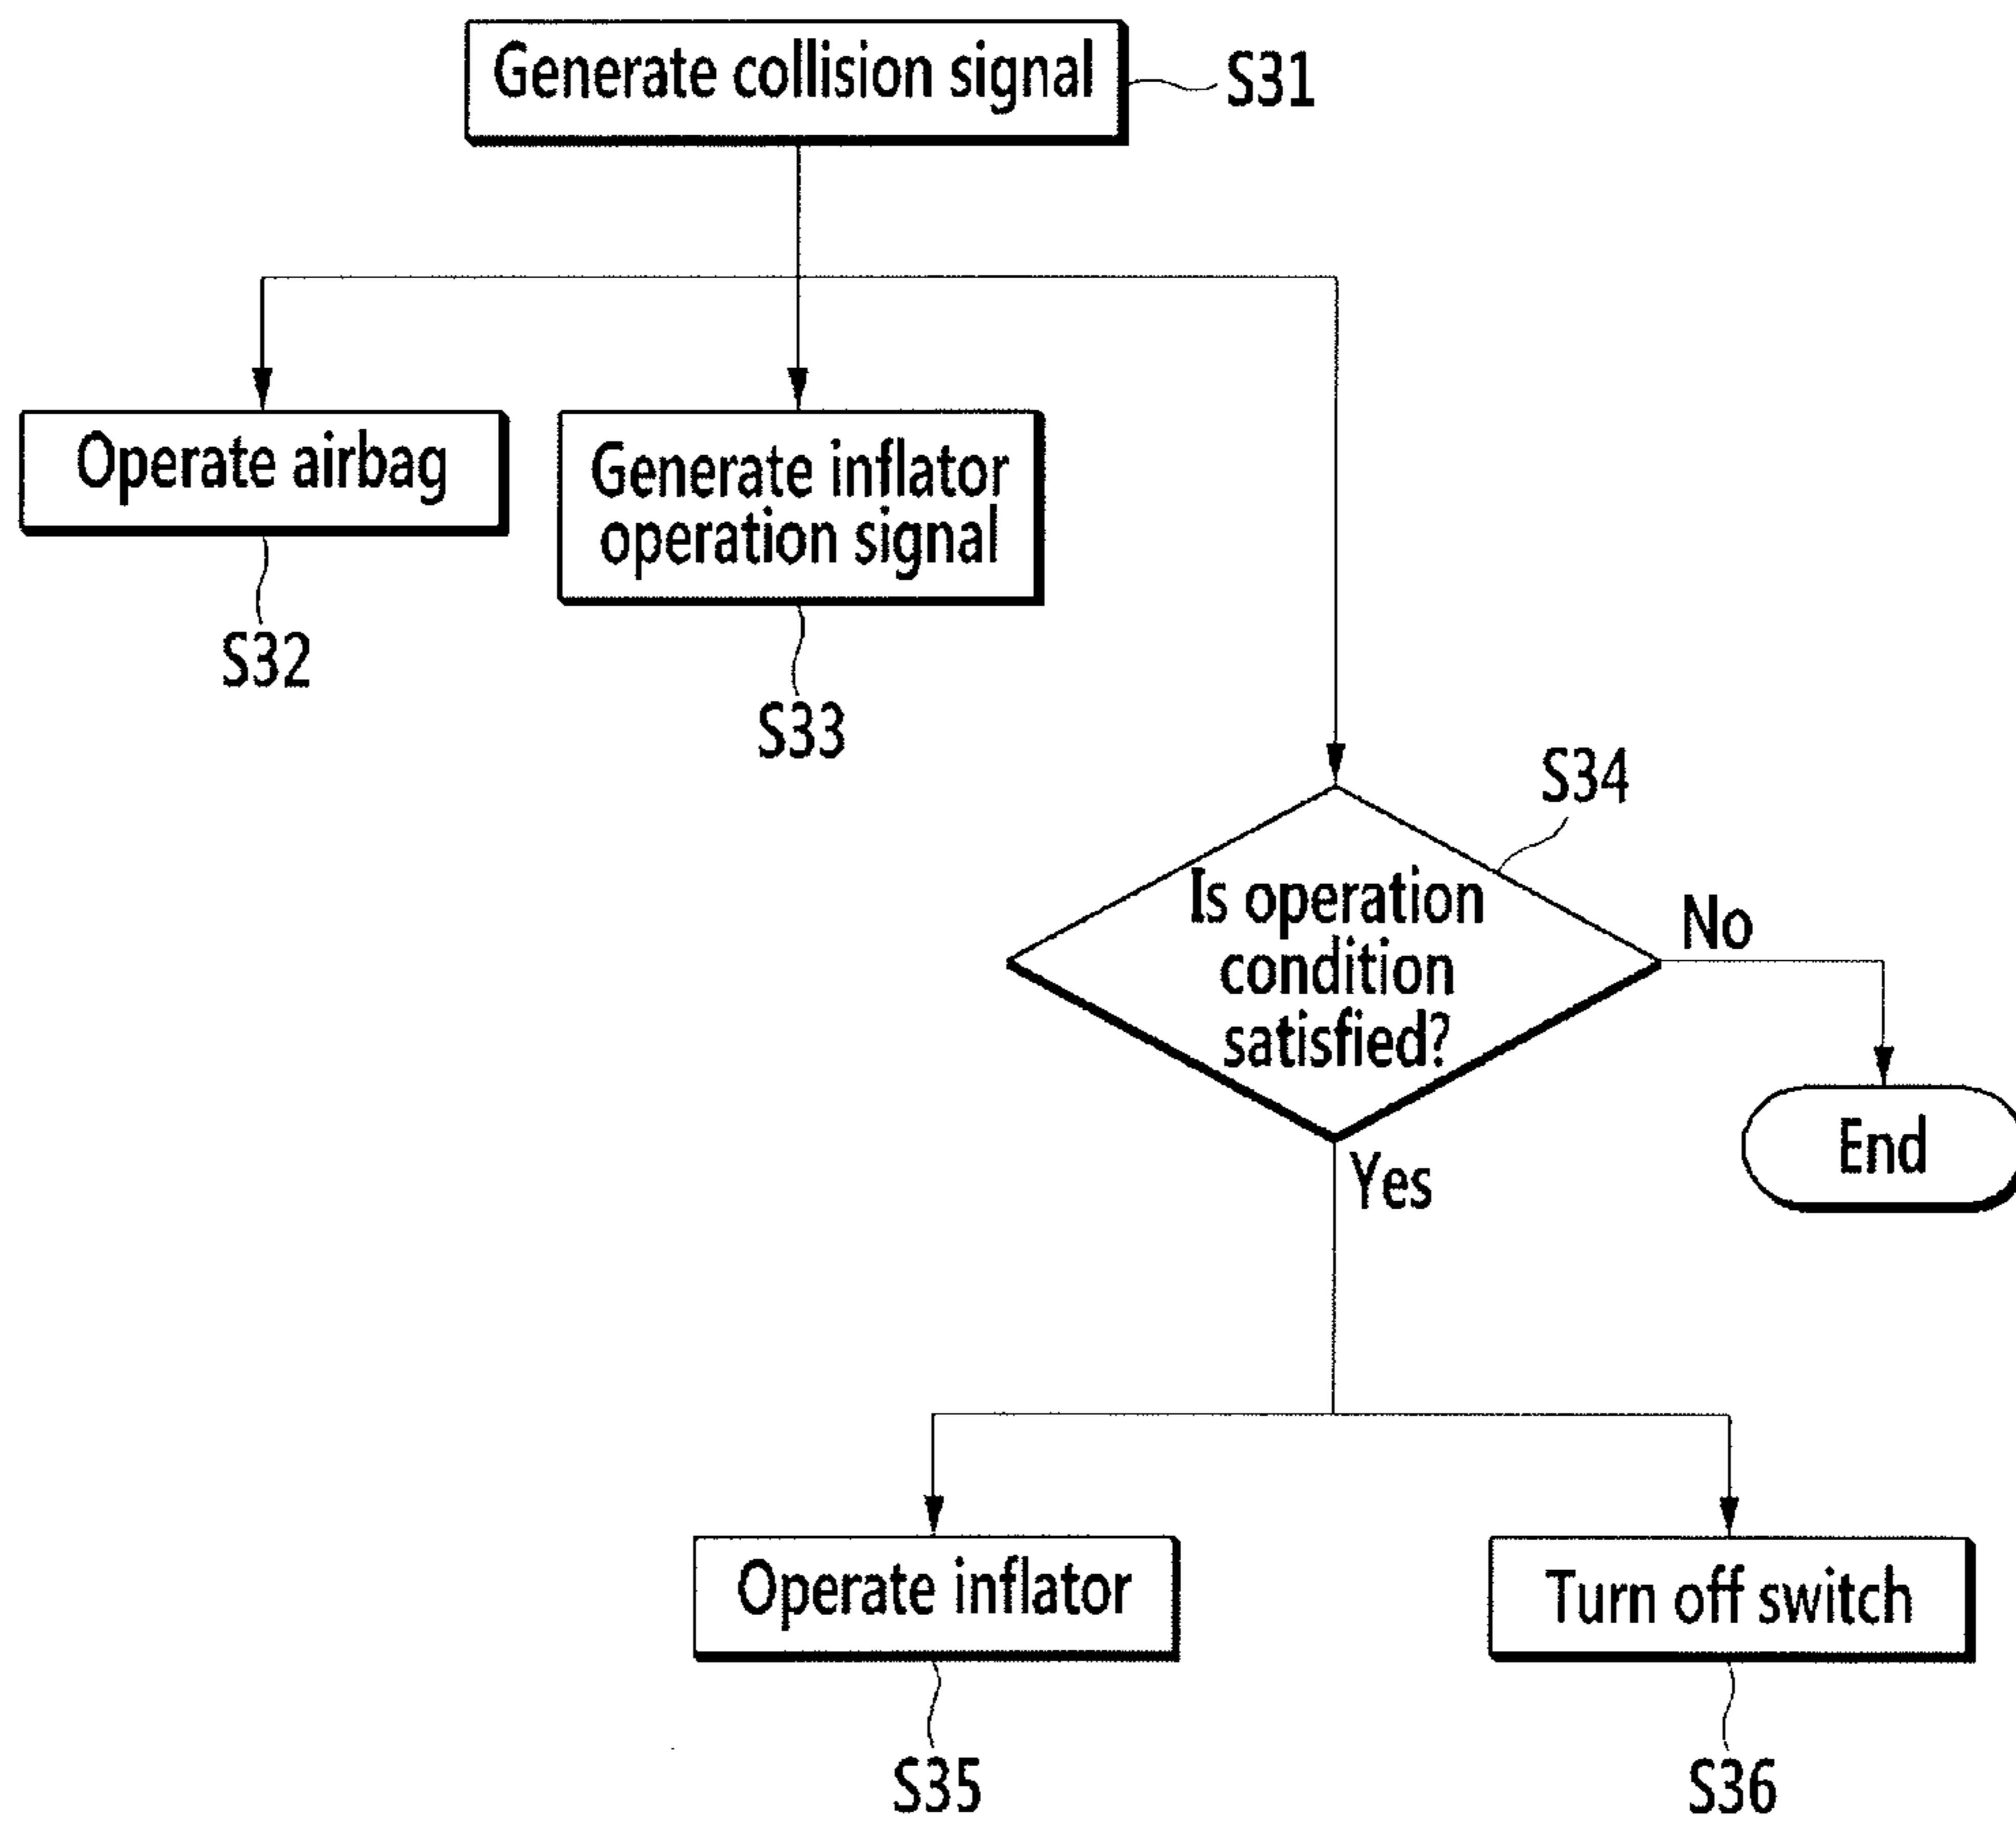 Generate collision signal
S31
Operate airbag
Generate inflator
operation signal
S32
S33
S34
Is operation
condition
satisfied?
No
End
Yes
Operate inflator
Turn off switch
S35
S36